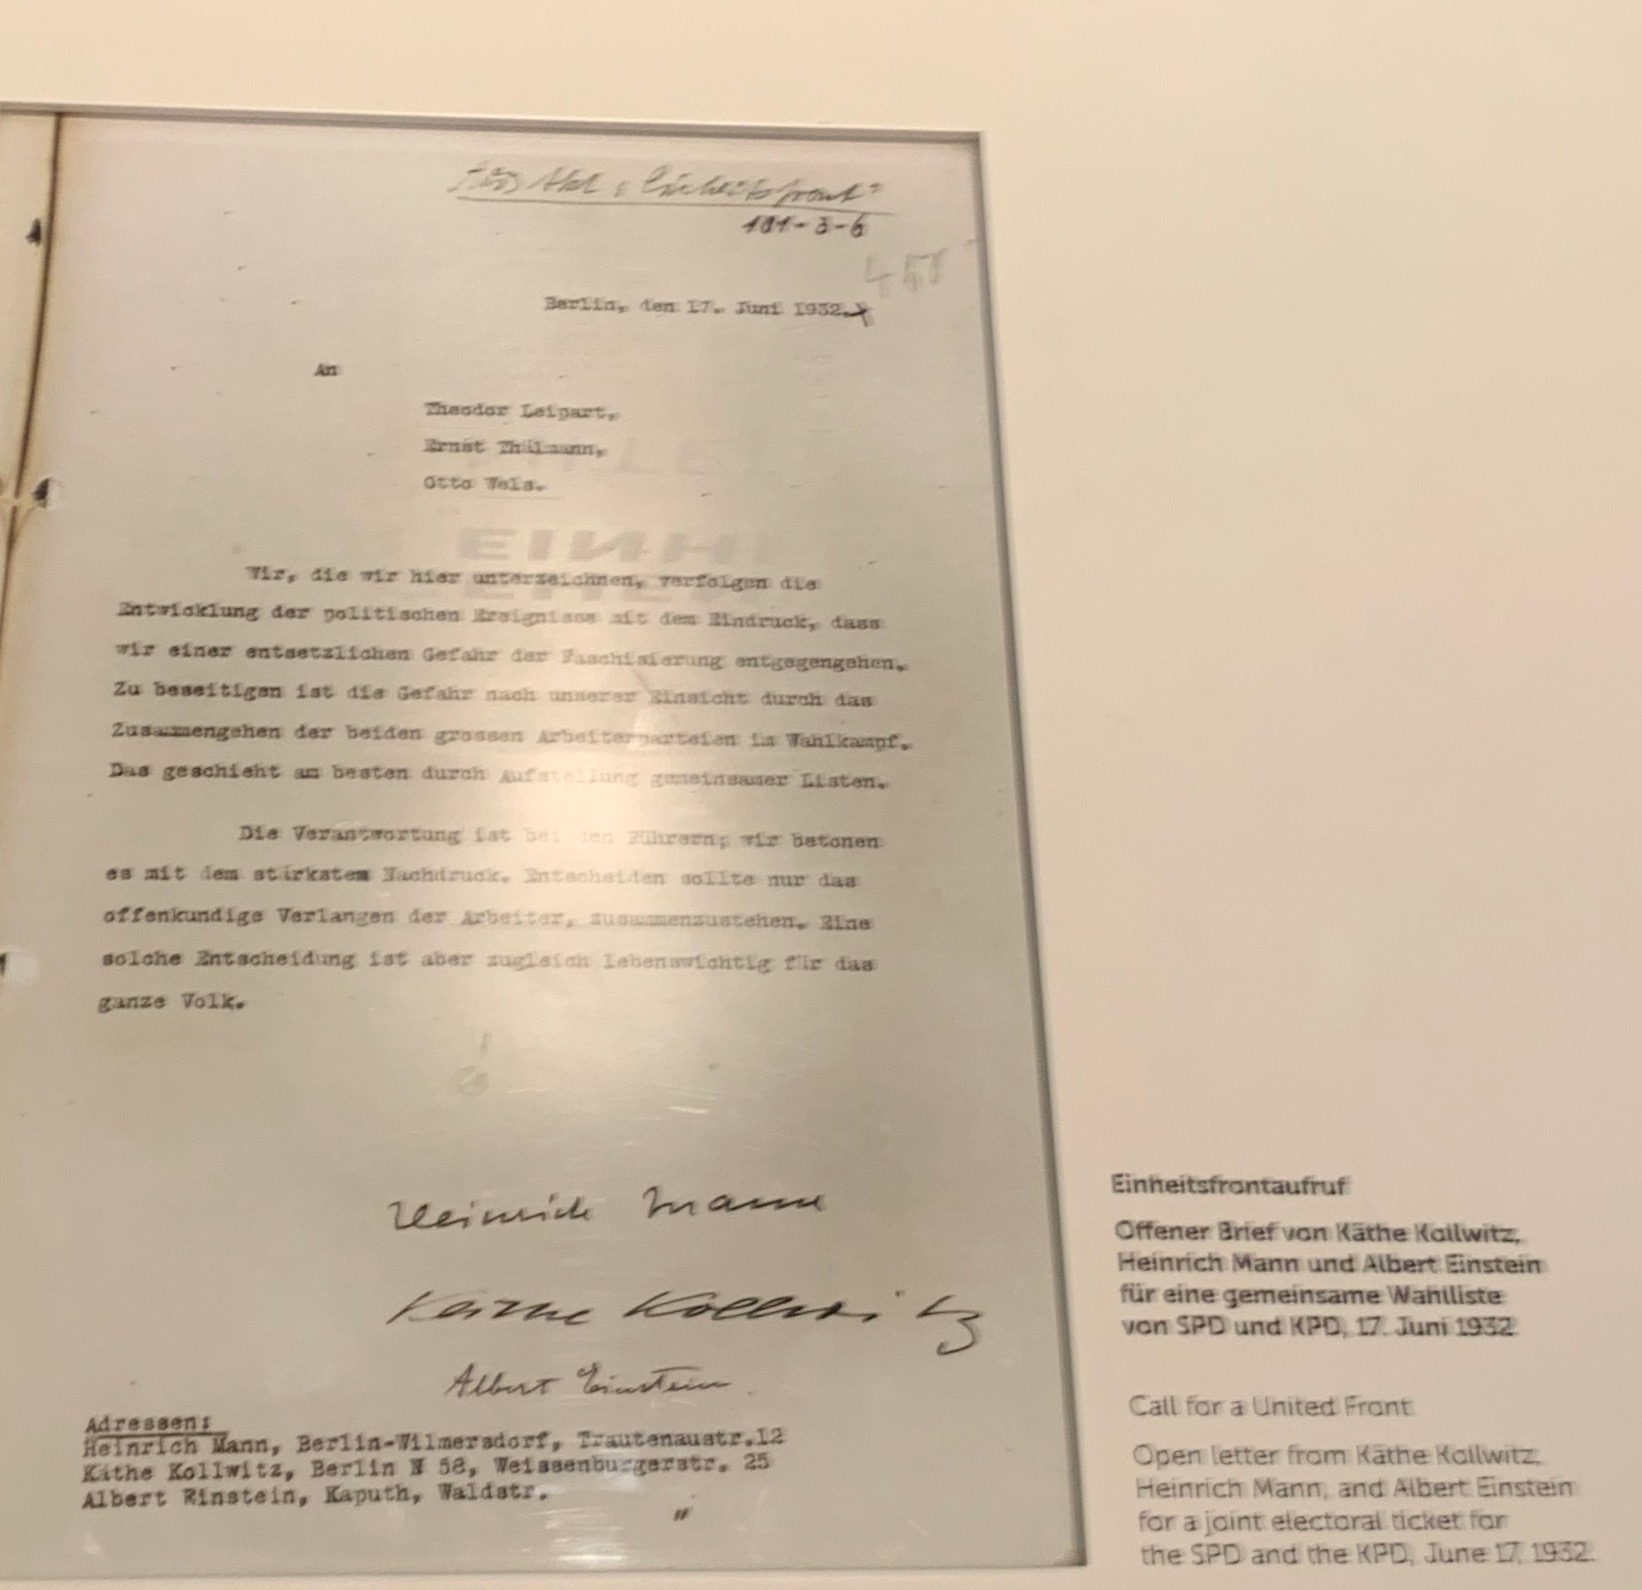 Akt „Einheitsfront"
101-3-6
Berlin, den 17. Juni 1932.
An
Theodor Leipart,
Ernst Thälmann,
Otto Wels.
EINH
Wir, die wir hier unterzeichnen, verfolgen die
Entwicklung der politischen Ereignisse mit dem Eindruck, dass
wir einer entsetzlichen Gefahr der Faschisierung entgegengehen.
Zu beseitigen ist die Gefahr nach unserer Einsicht durch das
Zusammengehen der beiden grossen Arbeiterparteien im Wahlkampf.
Das geschieht am besten durch Aufstellung gemeinsamer Listen.
Die Verantwortung ist bei den Führern; wir betonen
es mit dem stärkstem Nachdruck. Entscheiden sollte nur das
offenkundige Verlangen der Arbeiter, zusammenzustehen. Eine
solche Entscheidung ist aber zugleich lebenswichtig für das
ganze Volk.
Heinrich Mann
Käthe Kollwitz
Albert Einstein
Adressen:
Heinrich Mann, Berlin-Wilmersdorf, Trautenaustr.12
Käthe Kollwitz, Berlin N 58, Weissenburgerstr. 25
Albert Einstein, Kaputh, Waldstr.
Einheitsfrontaufruf
Offener Brief von Käthe Kollwitz,
Heinrich Mann und Albert Einstein
für eine gemeinsame Wahlliste
von SPD und KPD, 17. Juni 1932
Call for a United Front
Open letter from Käthe Kollwitz,
Heinrich Mann, and Albert Einstein
for a joint electoral ticket for
the SPD and the KPD, June 17, 1932.